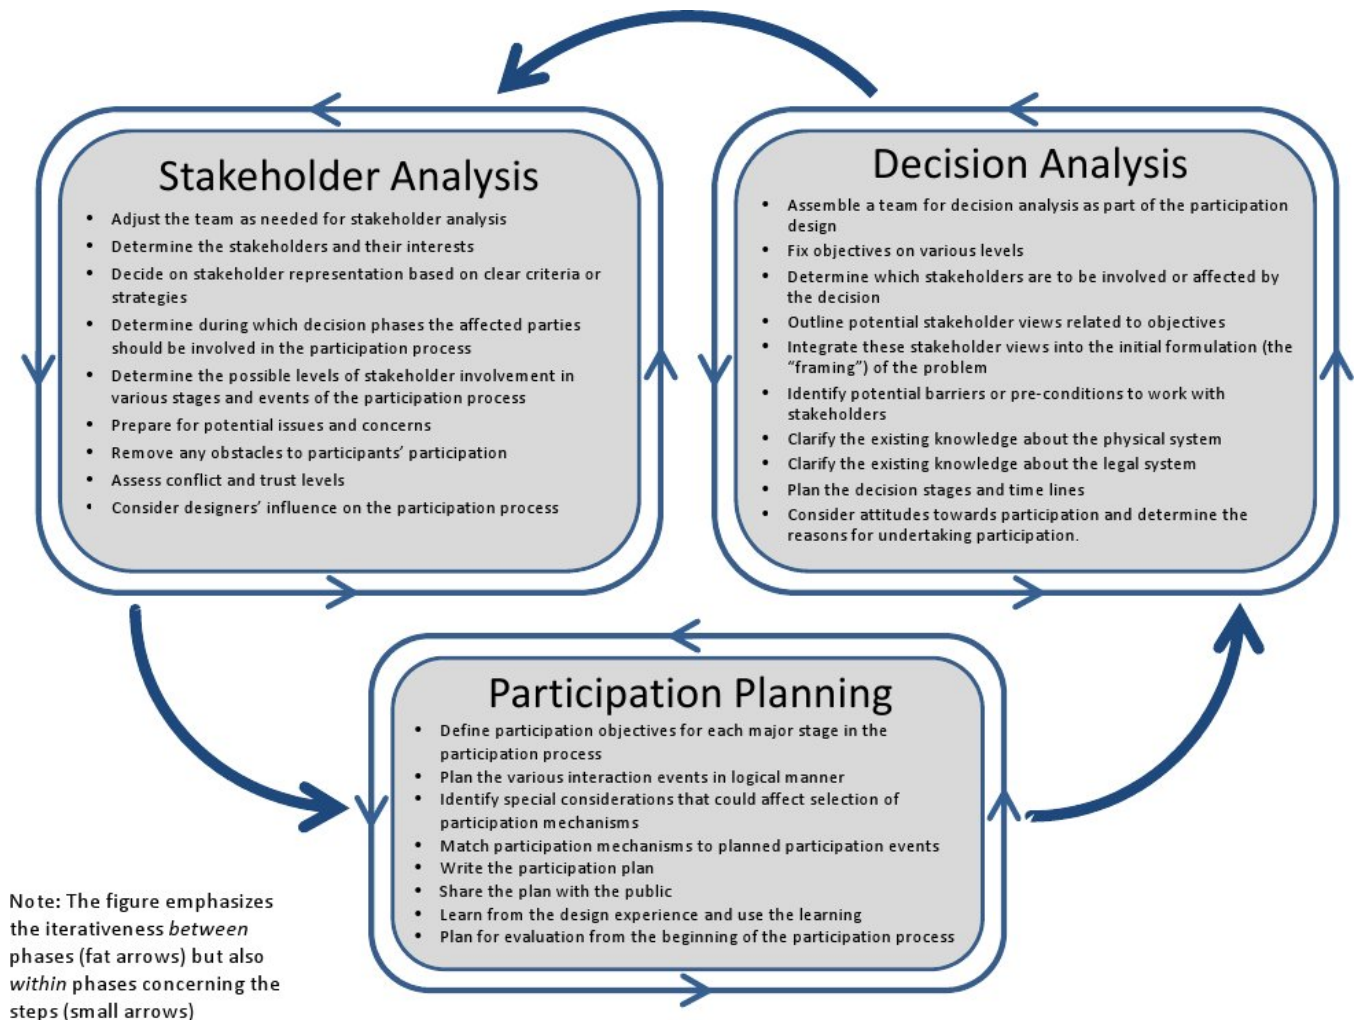 Stakeholder Analysis
• Adjust the team as needed for stakeholder analysis
• Determine the stakeholders and their interests
• Decide on stakeholder representation based on clear criteria or
strategies
• Determine during which decision phases the affected parties
should be involved in the participation process
• Determine the possible levels of stakeholder involvement in
various stages and events of the participation process
• Prepare for potential issues and concerns
• Remove any obstacles to participants’ participation
• Assess conflict and trust levels
• Consider designers’ influence on the participation process
Decision Analysis
• Assemble a team for decision analysis as part of the participation
design
• Fix objectives on various levels
• Determine which stakeholders are to be involved or affected by
the decision
• Outline potential stakeholder views related to objectives
• Integrate these stakeholder views into the initial formulation (the
“framing”) of the problem
• Identify potential barriers or pre-conditions to work with
stakeholders
• Clarify the existing knowledge about the physical system
• Clarify the existing knowledge about the legal system
• Plan the decision stages and time lines
• Consider attitudes towards participation and determine the
reasons for undertaking participation.
Participation Planning
• Define participation objectives for each major stage in the
participation process
• Plan the various interaction events in logical manner
• Identify special considerations that could affect selection of
participation mechanisms
• Match participation mechanisms to planned participation events
• Write the participation plan
• Share the plan with the public
• Learn from the design experience and use the learning
• Plan for evaluation from the beginning of the participation process
Note: The figure emphasizes
the iterativeness between
phases (fat arrows) but also
within phases concerning the
steps (small arrows)